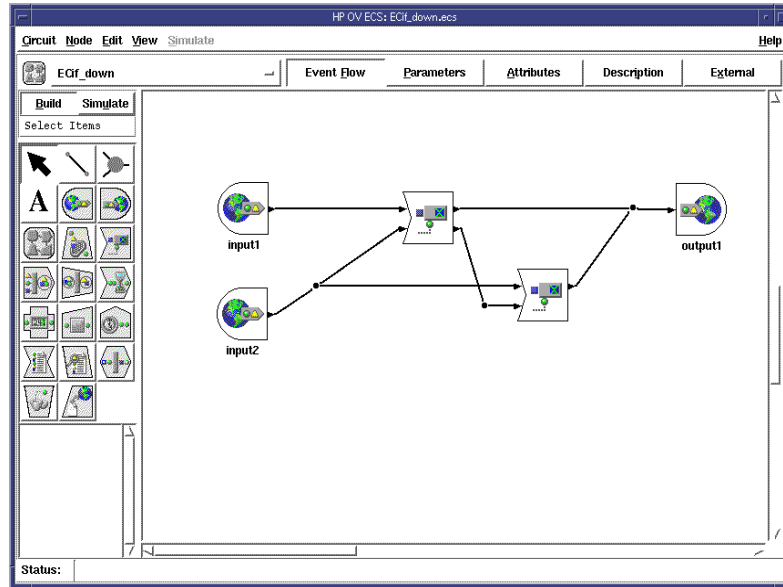 HP OV ECS: ECif_down.ecs
Circuit Node Edit View Simulate Help
ECif_down Event Flow Parameters Attributes Description External
Build Simulate
Select Items
A
input1
output1
input2
Status: